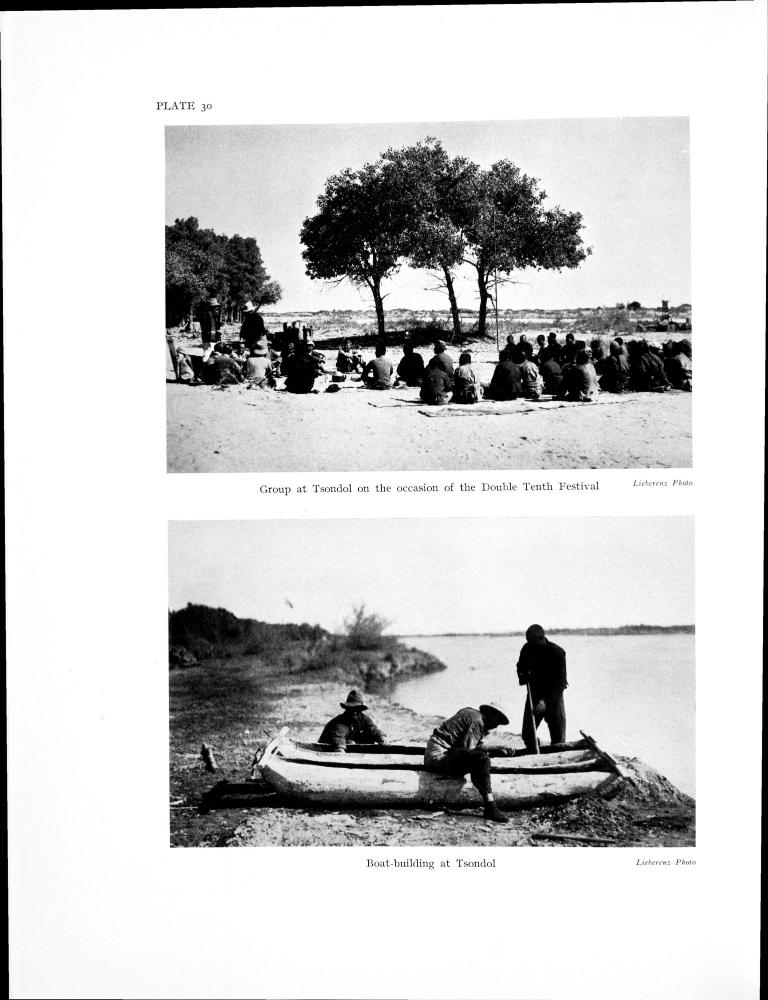 PLATE 30
Group at Tsondol on the occasion of the Double Tenth Festival
Lieberenz Photo
Boat-building at Tsondol
Lieberenz Photo